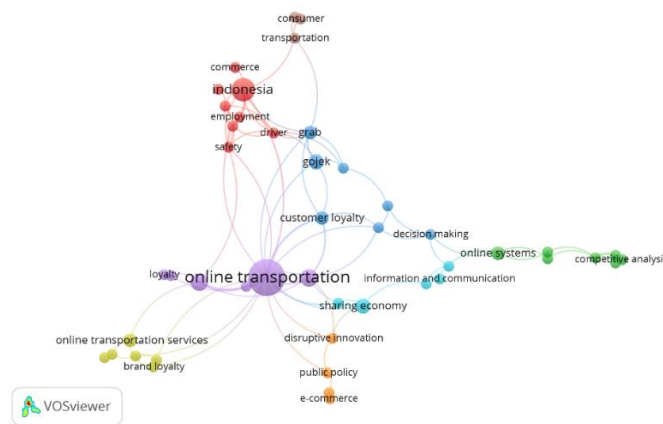 consumer
transportation
commerce
indonesia
employment
driver
grab
safety
gojek
customer loyalty
decision making
online systems
competitive analysi
loyalty
online transportation
information and communication
sharing economy
online transportation services
disruptive innovation
brand loyalty
public policy
e-commerce
VOSviewer